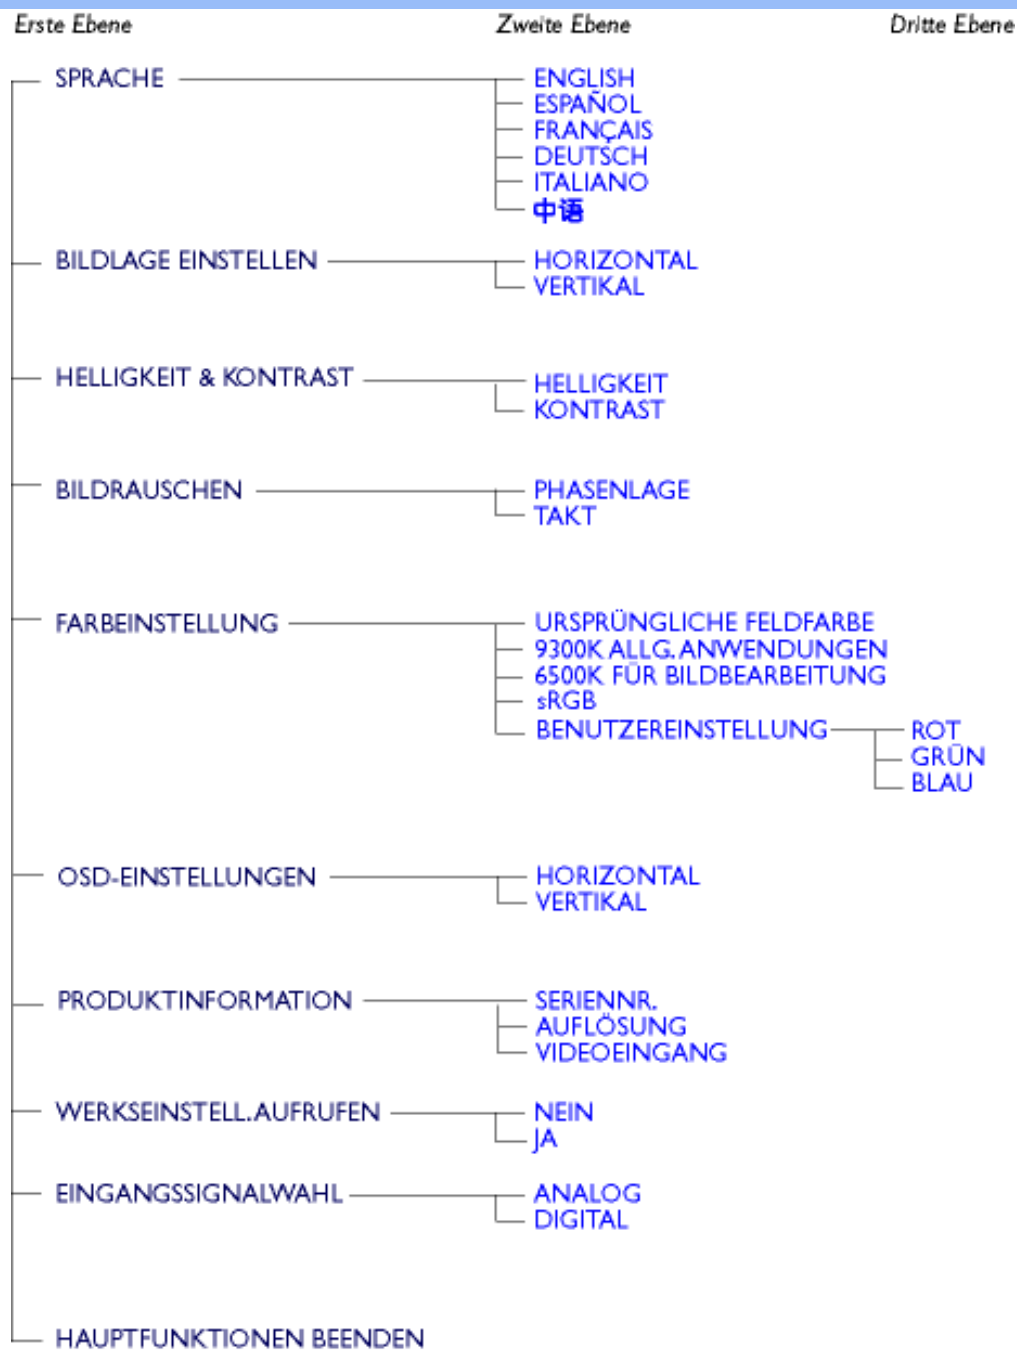 Erste Ebene Zweite Ebene Dritte Ebene
SPRACHE ENGLISH
ESPAÑOL
FRANÇAIS
DEUTSCH
ITALIANO
中语
BILDLAGE EINSTELLEN HORIZONTAL
VERTIKAL
HELLIGKEIT & KONTRAST HELLIGKEIT
KONTRAST
BILDRAUSCHEN PHASENLAGE
TAKT
FARBEINSTELLUNG URSPRÜNGLICHE FELDFARBE
9300K ALLG. ANWENDUNGEN
6500K FÜR BILDBEARBEITUNG
sRGB
BENUTZEREINSTELLUNG ROT
GRÜN
BLAU
OSD-EINSTELLUNGEN HORIZONTAL
VERTIKAL
PRODUKTINFORMATION SERIENNR.
AUFLÖSUNG
VIDEOEINGANG
WERKSEINSTELL. AUFRUFEN NEIN
JA
EINGANGSSIGNALWAHL ANALOG
DIGITAL
HAUPTFUNKTIONEN BEENDEN